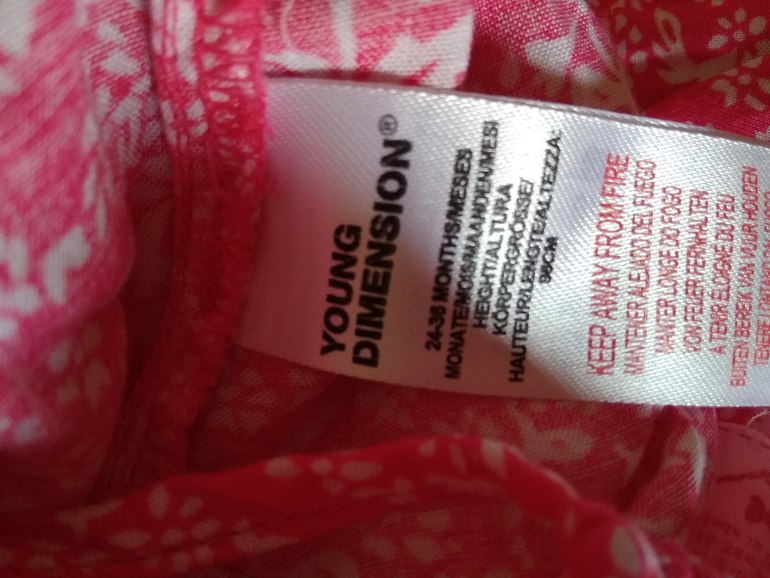 YOUNG
DIMENSION®
24-36 MONTHS/MESES
MONATE/MOIS/MAANDEN/MESI
HEIGHT/ALTURA
KÖRPERGRÖSSE/
HAUTEUR/LENGTE/ALTEZZA:
98CM
KEEP AWAY FROM FIRE
MANTENER ALEJADO DEL FUEGO
MANTER LONGE DO FOGO
VON FEUER FERNHALTEN
A TENIR ÉLOIGNÉ DU FEU
BUITEN BEREIK VAN VUUR HOUDEN
TENERE